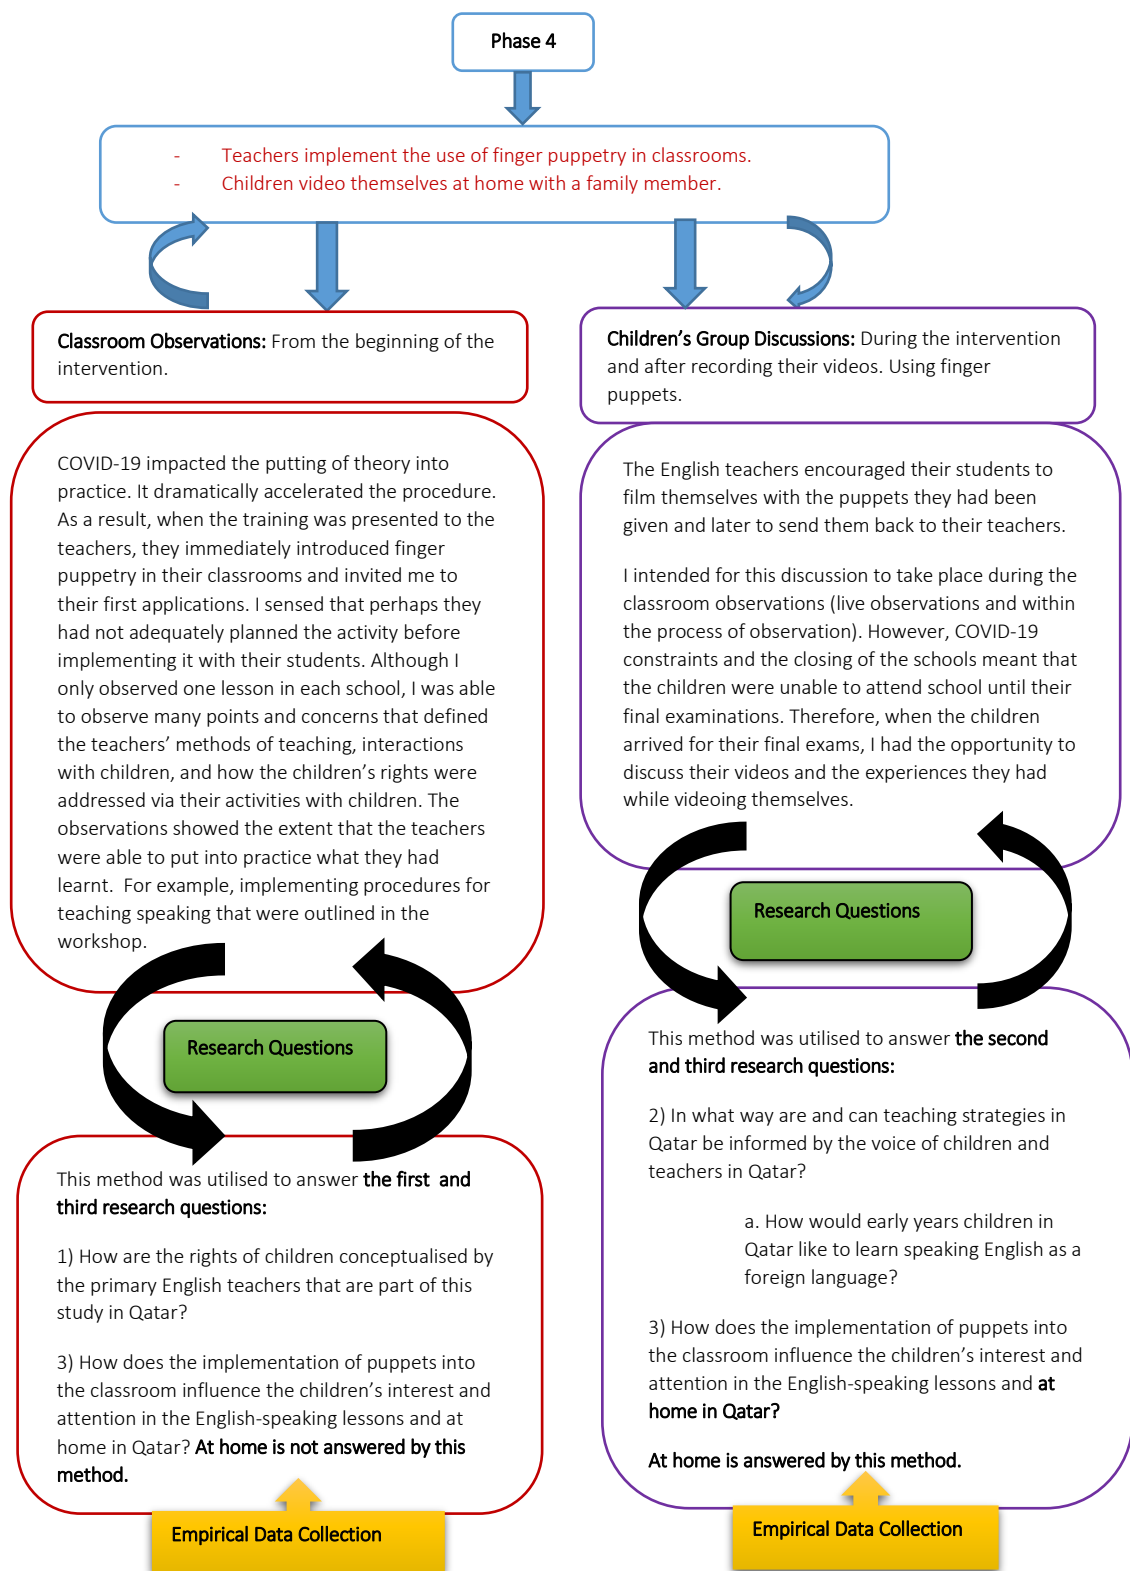 Phase 4
- Teachers implement the use of finger puppetry in classrooms.
- Children video themselves at home with a family member.
Classroom Observations: From the beginning of the
intervention.
COVID-19 impacted the putting of theory into
practice. It dramatically accelerated the procedure.
As a result, when the training was presented to the
teachers, they immediately introduced finger
puppetry in their classrooms and invited me to
their first applications. I sensed that perhaps they
had not adequately planned the activity before
implementing it with their students. Although I
only observed one lesson in each school, I was able
to observe many points and concerns that defined
the teachers’ methods of teaching, interactions
with children, and how the children’s rights were
addressed via their activities with children. The
observations showed the extent that the teachers
were able to put into practice what they had
learnt.  For example, implementing procedures for
teaching speaking that were outlined in the
workshop.
Research Questions
This method was utilised to answer the first  and
third research questions:
1) How are the rights of children conceptualised by
the primary English teachers that are part of this
study in Qatar?
3) How does the implementation of puppets into
the classroom influence the children’s interest and
attention in the English-speaking lessons and at
home in Qatar? At home is not answered by this
method.
Empirical Data Collection
Children’s Group Discussions: During the intervention
and after recording their videos. Using finger
puppets.
The English teachers encouraged their students to
film themselves with the puppets they had been
given and later to send them back to their teachers.
I intended for this discussion to take place during the
classroom observations (live observations and within
the process of observation). However, COVID-19
constraints and the closing of the schools meant that
the children were unable to attend school until their
final examinations. Therefore, when the children
arrived for their final exams, I had the opportunity to
discuss their videos and the experiences they had
while videoing themselves.
Research Questions
This method was utilised to answer the second
and third research questions:
2) In what way are and can teaching strategies in
Qatar be informed by the voice of children and
teachers in Qatar?
a. How would early years children in
Qatar like to learn speaking English as a
foreign language?
3) How does the implementation of puppets into
the classroom influence the children’s interest and
attention in the English-speaking lessons and at
home in Qatar?
At home is answered by this method.
Empirical Data Collection